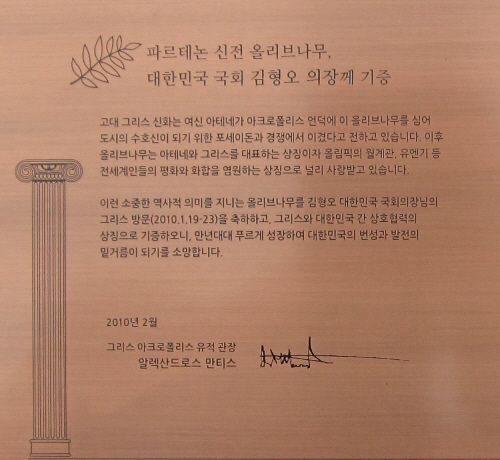 파르테논 신전 올리브나무,
대한민국 국회 김형오 의장께 기증
고대 그리스 신화는 여신 아테네가 아크로폴리스 언덕에 이 올리브나무를 심어
도시의 수호신이 되기 위한 포세이돈과 경쟁에서 이겼다고 전하고 있습니다. 이후
올리브나무는 아테네와 그리스를 대표하는 상징이자 올림픽의 월계관, 유엔기 등
전세계인들의 평화와 화합을 염원하는 상징으로 널리 사랑받고 있습니다.
이런 소중한 역사적 의미를 지니는 올리브나무를 김형오 대한민국 국회의장님의
그리스 방문(2010.1.19-23)을 축하하고, 그리스와 대한민국 간 상호협력의
상징으로 기증하오니, 만년대대 푸르게 성장하여 대한민국의 번성과 발전의
밑거름이 되기를 소망합니다.
2010년 2월
그리스 아크로폴리스 유적 관장
알렉산드로스 만티스